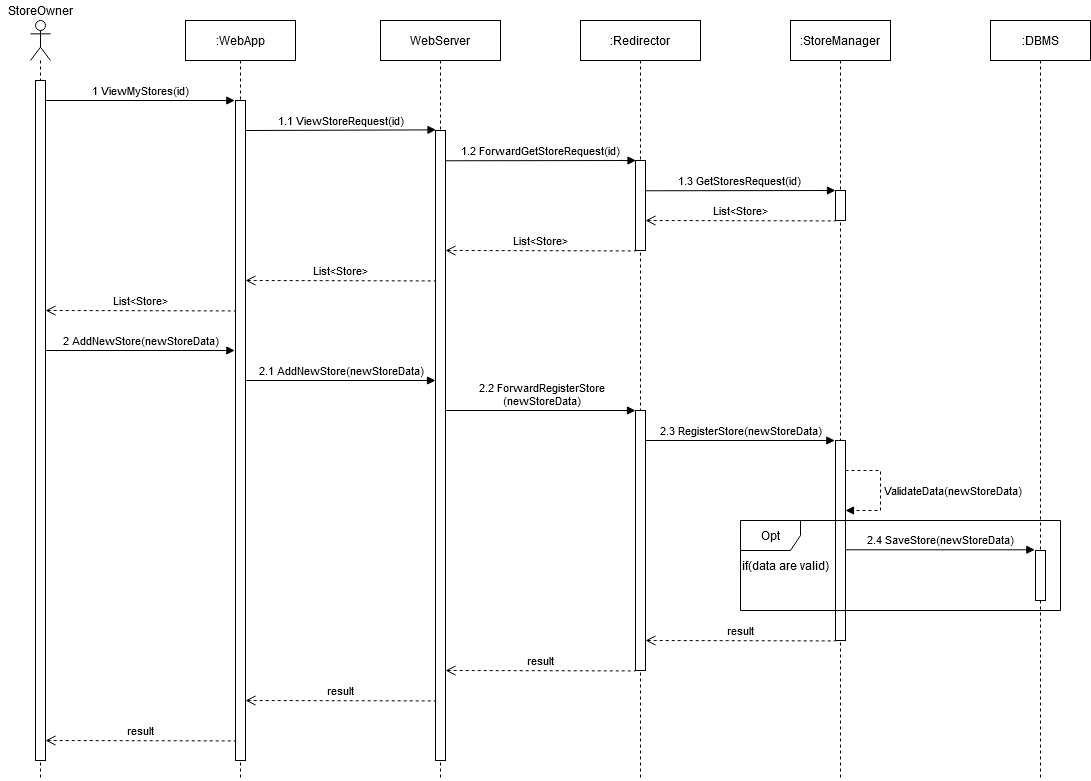 StoreOwner
:WebApp
WebServer
:Redirector
:StoreManager
:DBMS
1 ViewMyStores(id)
1.1 ViewStoreRequest(id)
1.2 ForwardGetStoreRequest(id)
1.3 GetStoresRequest(id)
List<Store>
List<Store>
List<Store>
List<Store>
2 AddNewStore(newStoreData)
2.1 AddNewStore(newStoreData)
2.2 ForwardRegisterStore
(newStoreData)
2.3 RegisterStore(newStoreData)
ValidateData(newStoreData)
Opt
2.4 SaveStore(newStoreData)
if(data are valid)
result
result
result
result